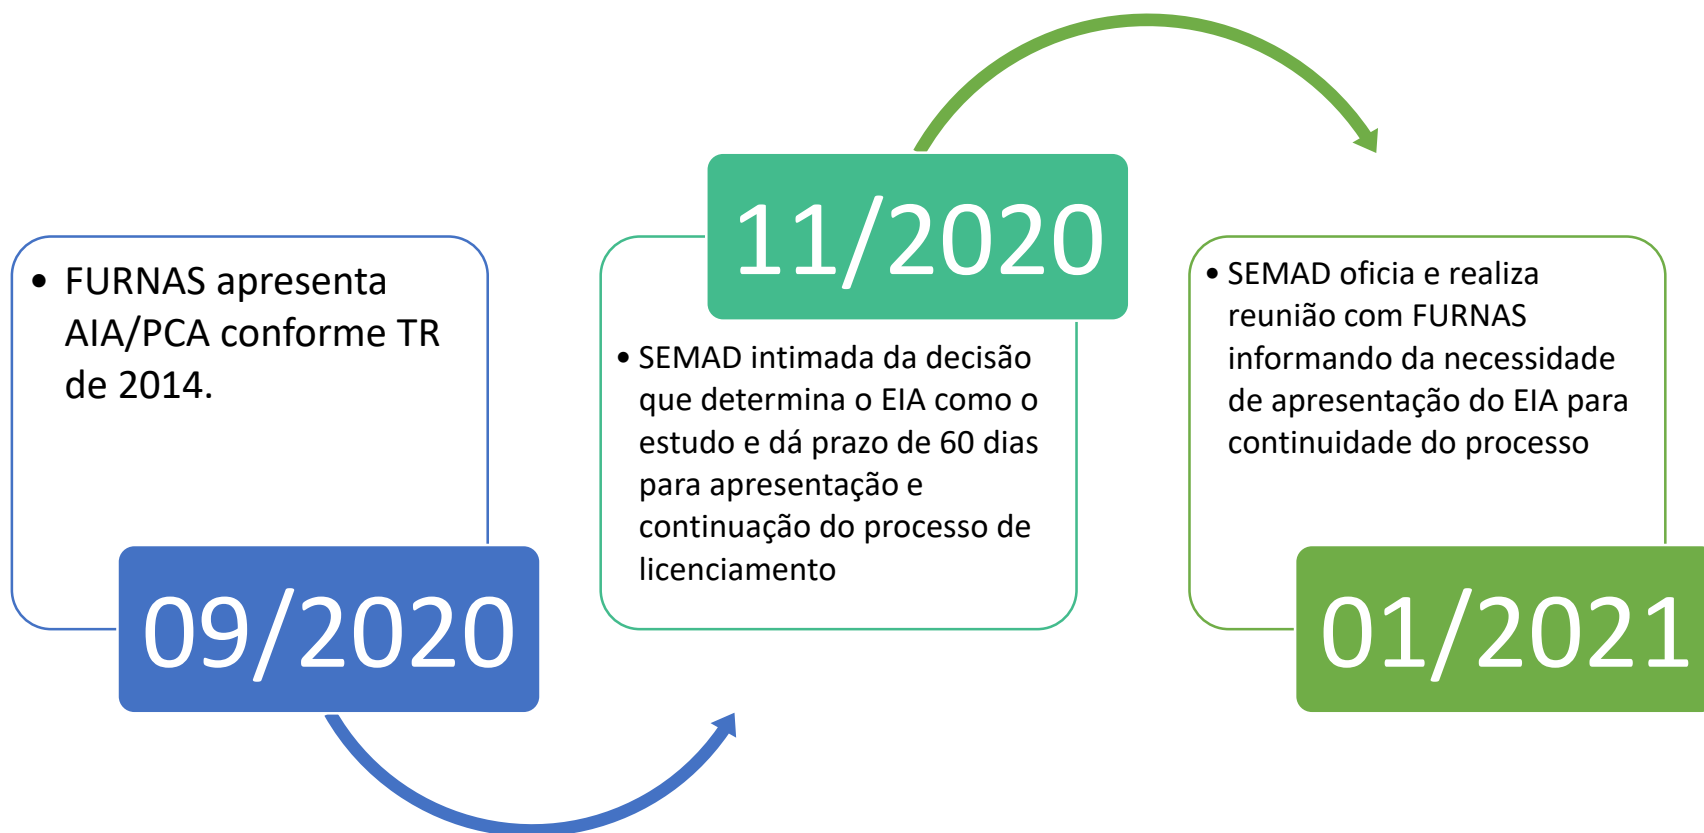 • FURNAS apresenta
AIA/PCA conforme TR
de 2014.
09/2020
11/2020
• SEMAD intimada da decisão
que determina o EIA como o
estudo e dá prazo de 60 dias
para apresentação e
continuação do processo de
licenciamento
• SEMAD oficia e realiza
reunião com FURNAS
informando da necessidade
de apresentação do EIA para
continuidade do processo
01/2021